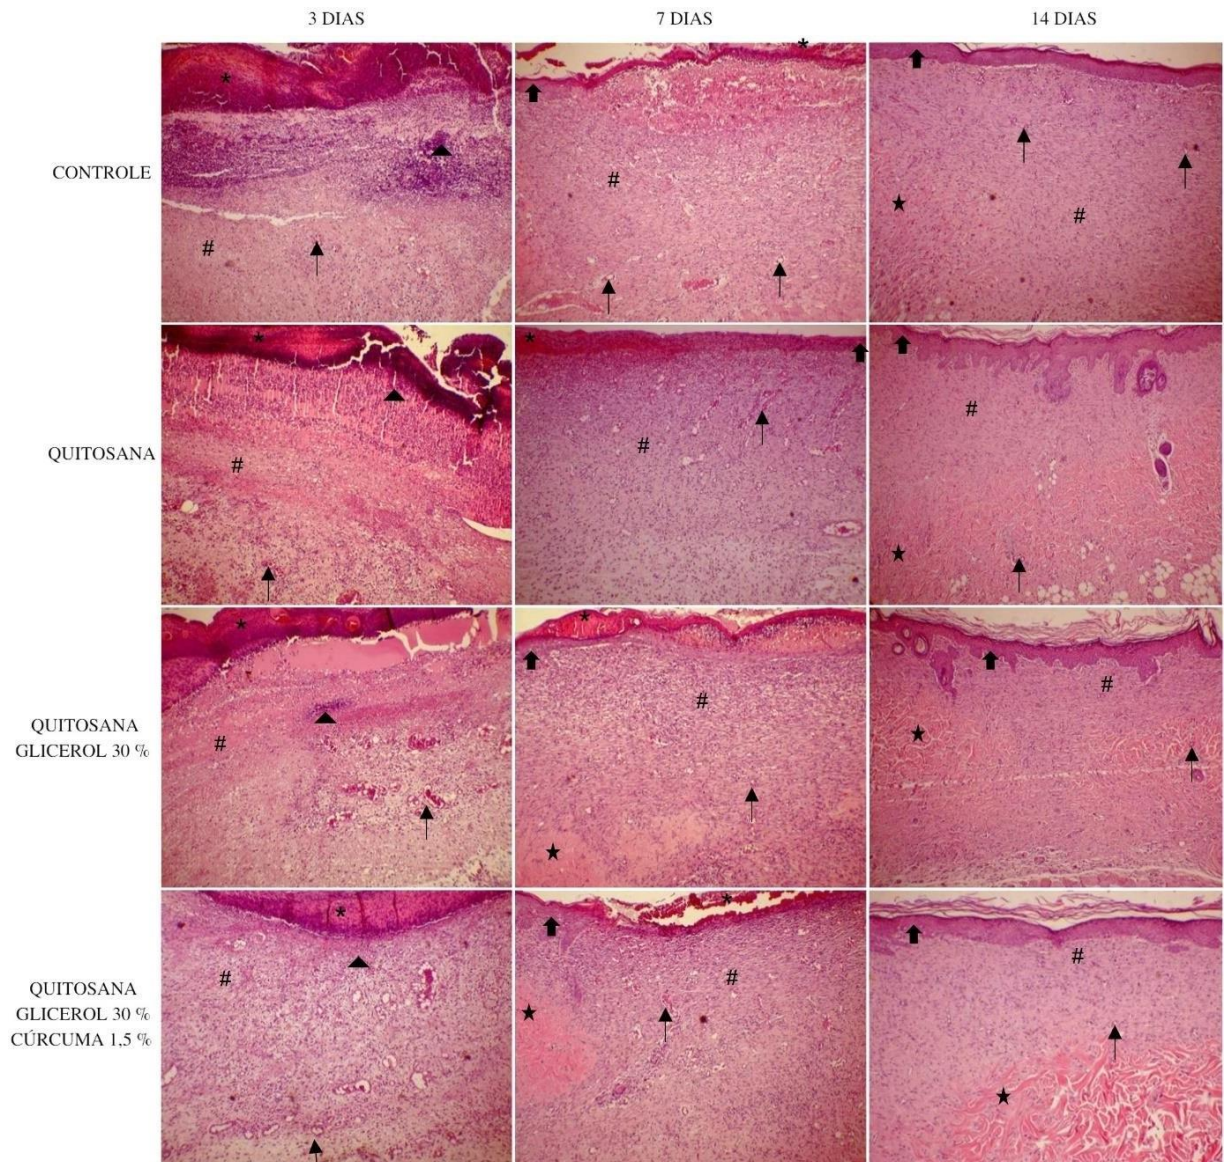 3 DIAS 7 DIAS 14 DIAS
CONTROLE
* # * # #
QUITOSANA
* # * # #
QUITOSANA
GLICEROL 30 %
* # * # #
QUITOSANA
GLICEROL 30 %
CÚRCUMA 1,5 %
* # * # #